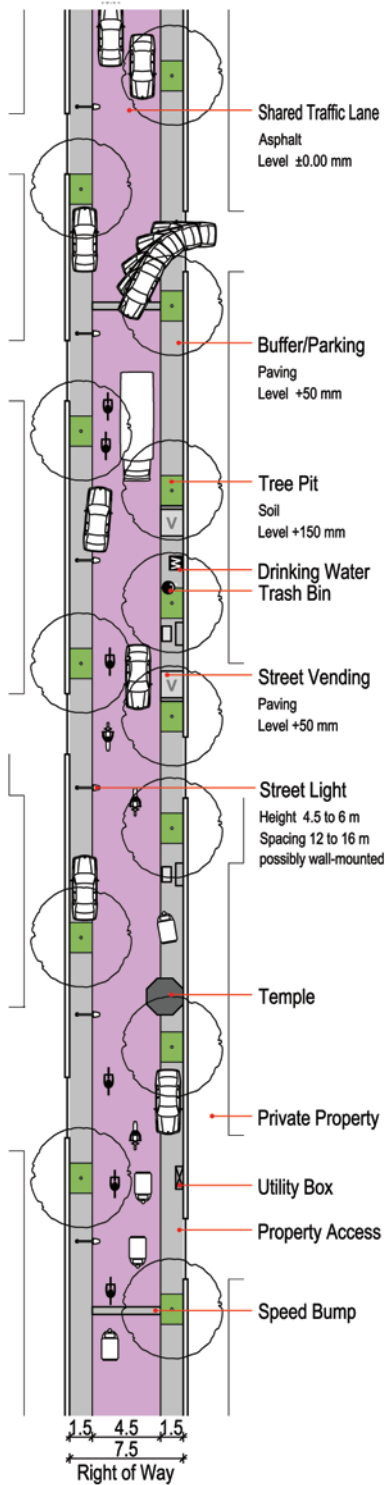 Shared Traffic Lane
Asphalt
Level ±0.00 mm
Buffer/Parking
Paving
Level +50 mm
Tree Pit
Soil
Level +150 mm
V
W
Drinking Water
Trash Bin
Street Vending
V
Paving
Level +50 mm
Street Light
Height 4.5 to 6 m
Spacing 12 to 16 m
possibly wall-mounted
Temple
Private Property
Utility Box
Property Access
Speed Bump
1.5 4.5 1.5
7.5
Right of Way